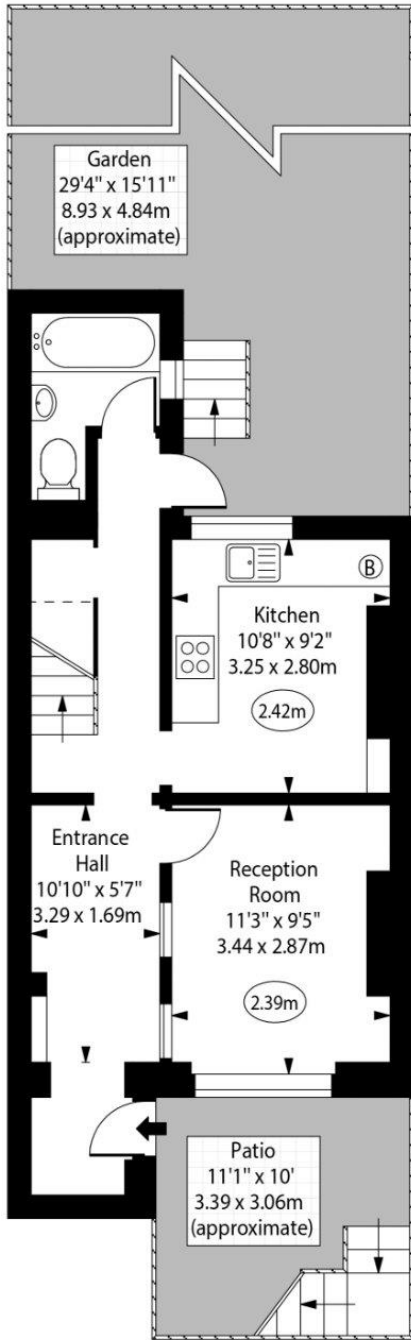 Garden
29'4" x 15'11"
8.93 x 4.84m
(approximate)
B
Kitchen
10'8" x 9'2"
3.25 x 2.80m
2.42m
Entrance
Hall
10'10" x 5'7"
3.29 x 1.69m
Reception
Room
11'3" x 9'5"
3.44 x 2.87m
2.39m
Patio
11'1" x 10'
3.39 x 3.06m
(approximate)